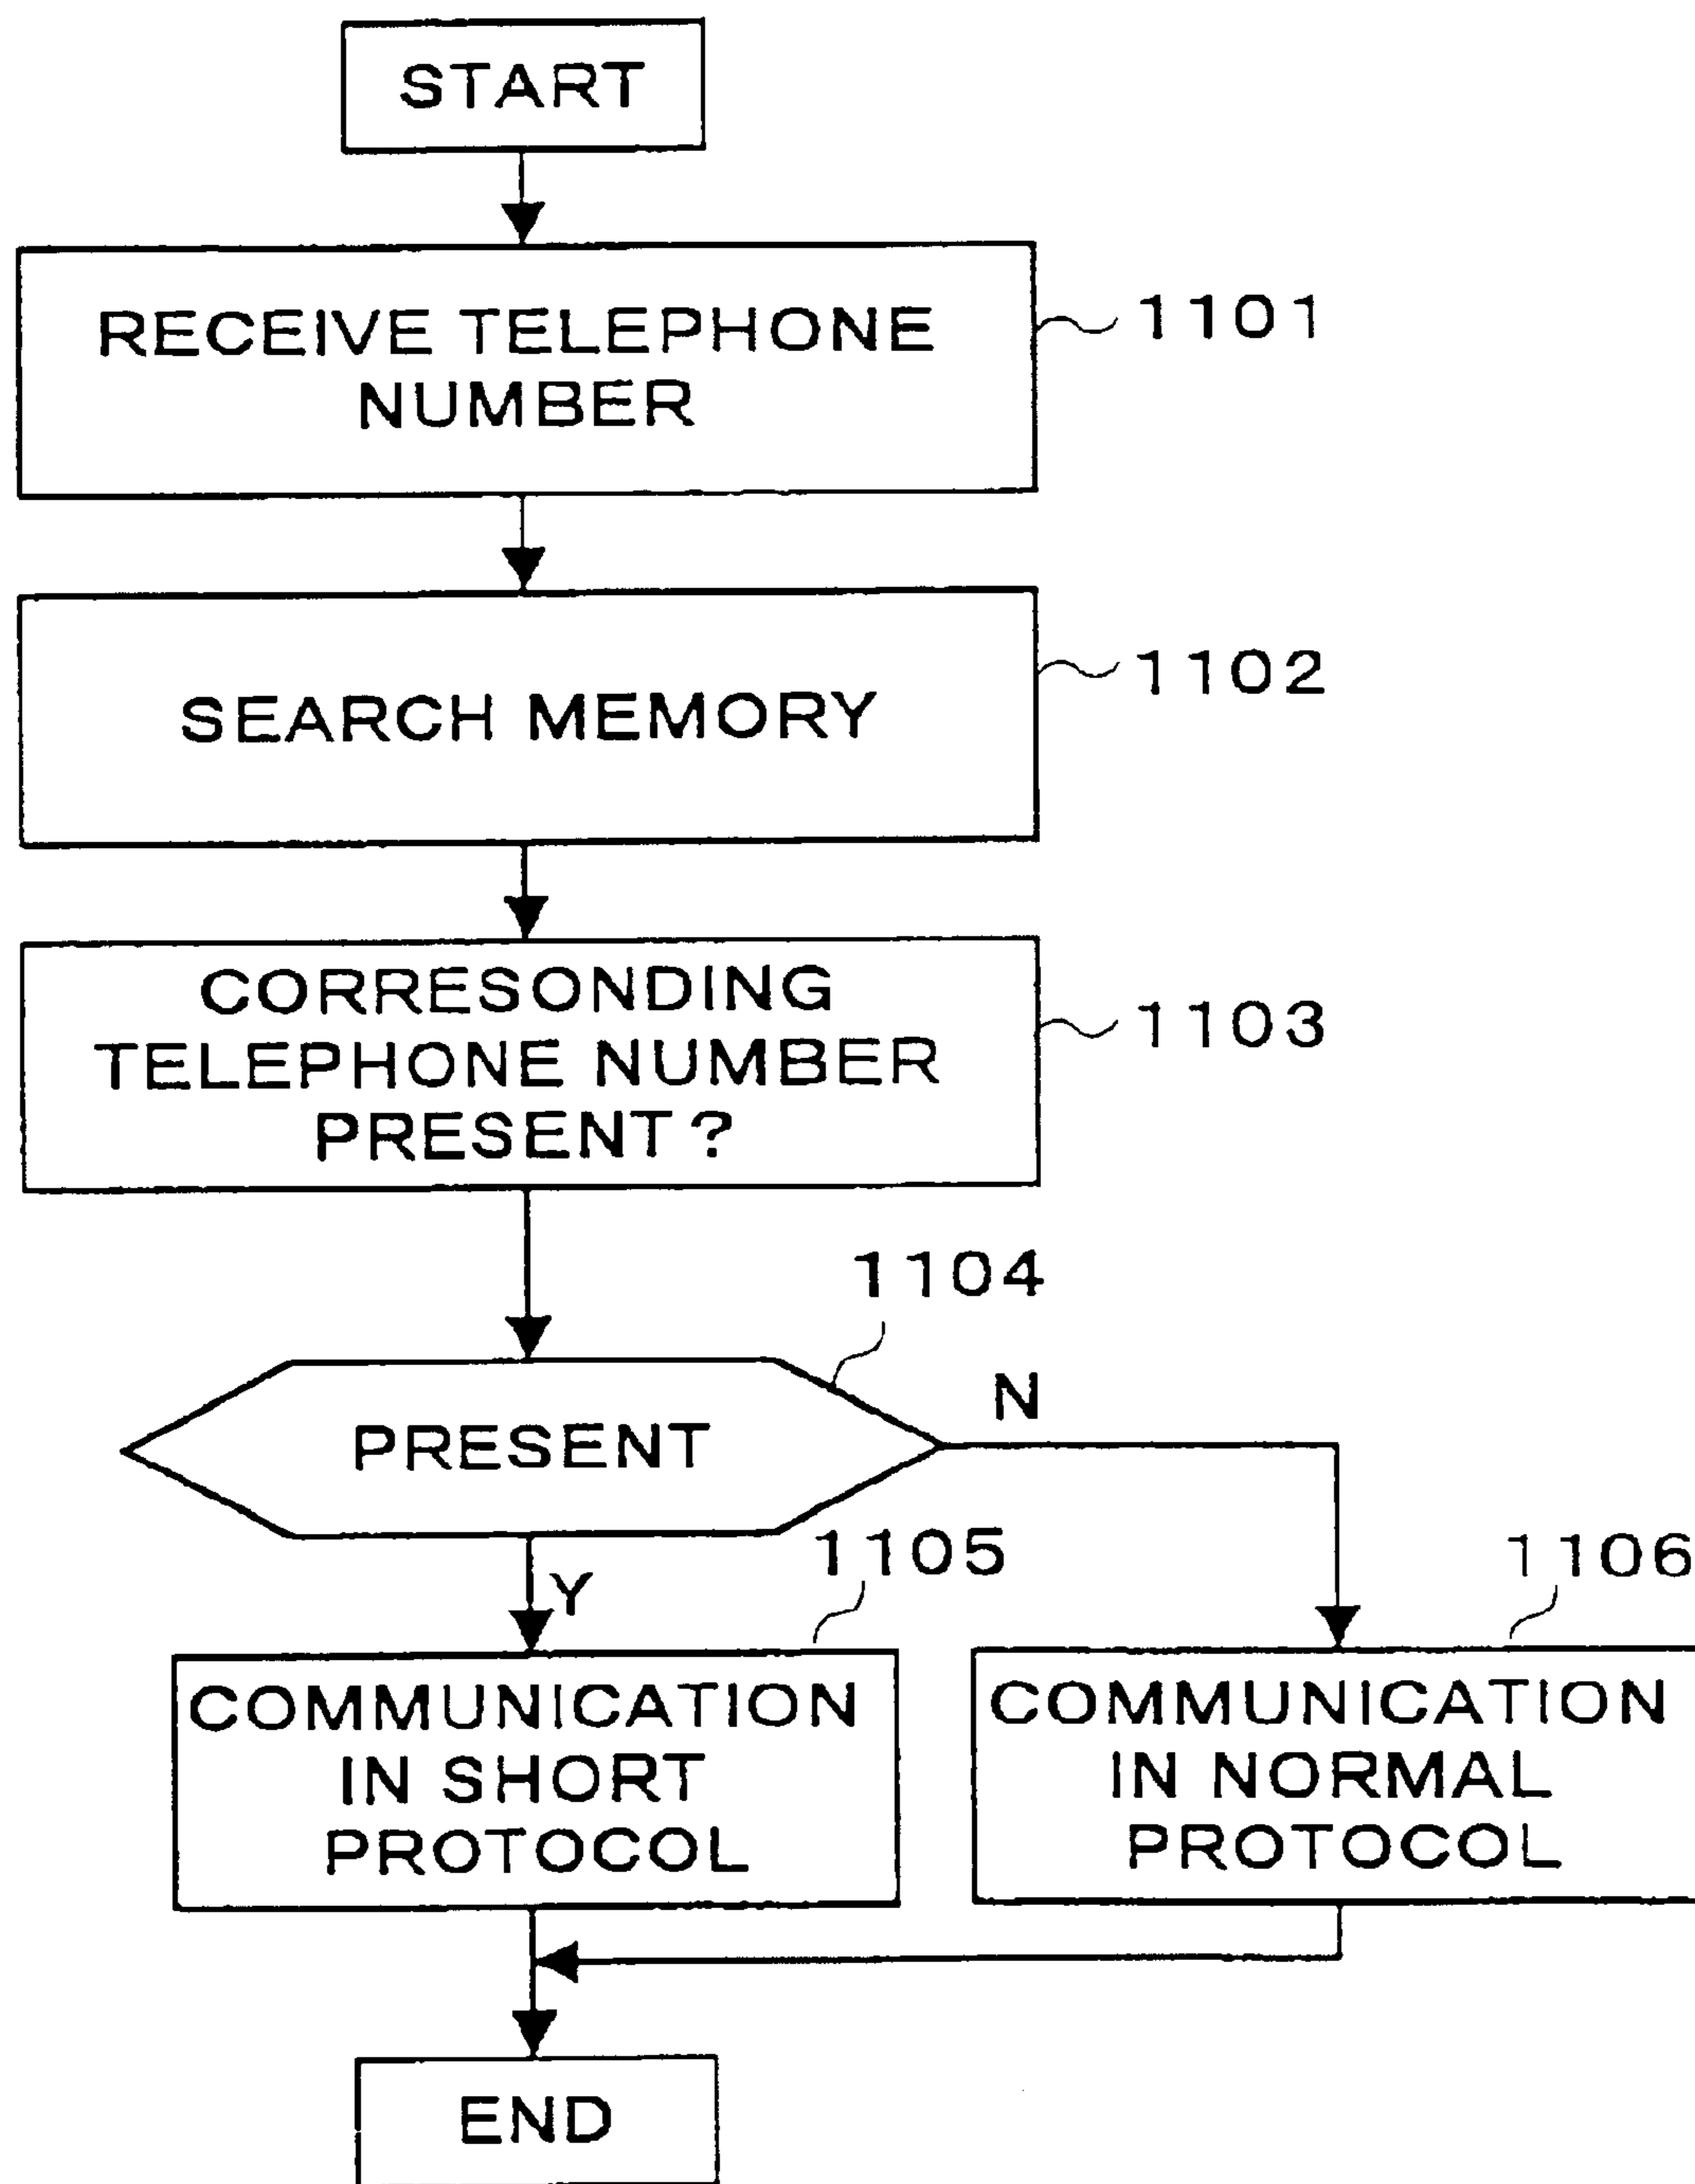 START
RECEIVE TELEPHONE
NUMBER
1101
SEARCH MEMORY
1102
CORRESONDING
TELEPHONE NUMBER
PRESENT?
1103
1104
PRESENT
N
Y
1105
1106
COMMUNICATION
IN SHORT
PROTOCOL
COMMUNICATION
IN NORMAL
PROTOCOL
END